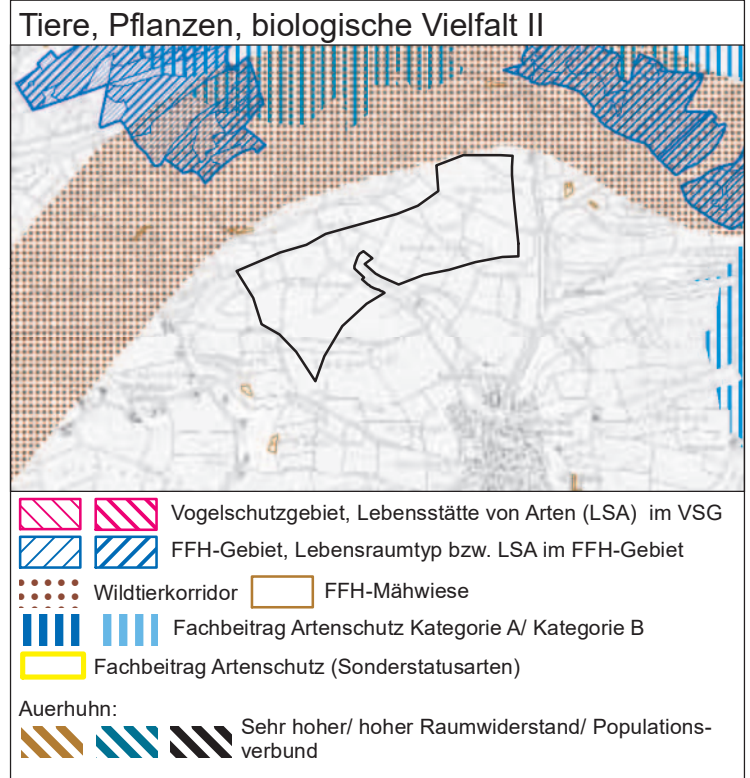 Tiere, Pflanzen, biologische Vielfalt II
Vogelschutzgebiet, Lebensstätte von Arten (LSA) im VSG
FFH-Gebiet, Lebensraumtyp bzw. LSA im FFH-Gebiet
Wildtierkorridor FFH-Mähwiese
Fachbeitrag Artenschutz Kategorie A/ Kategorie B
Fachbeitrag Artenschutz (Sonderstatusarten)
Auerhuhn:
Sehr hoher/ hoher Raumwiderstand/ Populations-
verbund